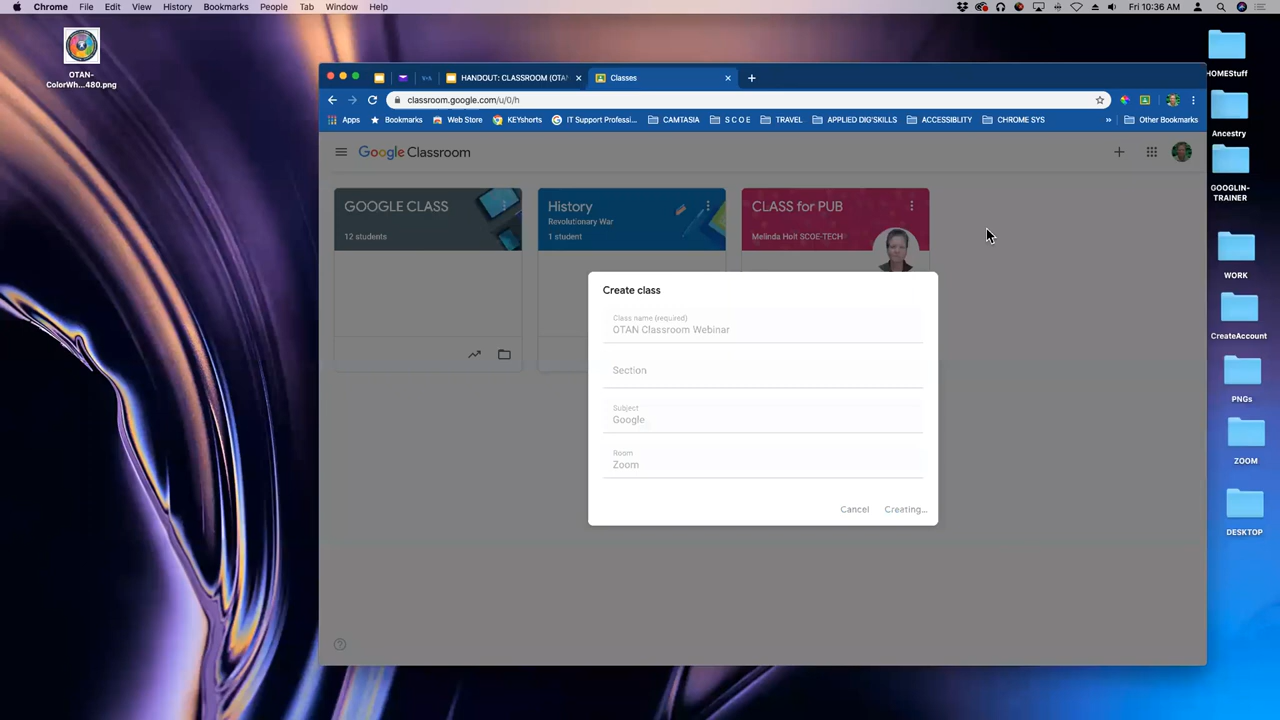 Chrome File Edit View History Bookmarks People Tab Window Help
Fri 10:36 AM
OTAN-
ColorWh...480.png
HOMEStuff
Ancestry
GOOGLIN-
TRAINER
WORK
CreateAccount
PNGs
ZOOM
DESKTOP
HANDOUT: CLASSROOM (OTAN
Classes
classroom.google.com/u/0/h
Apps Bookmarks Web Store KEYshorts IT Support Professi... CAMTASIA S C O E TRAVEL APPLIED DIG'SKILLS ACCESSIBLITY CHROME SYS » Other Bookmarks
Google Classroom
GOOGLE CLASS
12 students
History
Revolutionary War
1 student
CLASS for PUB
Melinda Holt SCOE-TECH
Create class
Class name (required)
OTAN Classroom Webinar
Section
Subject
Google
Room
Zoom
Cancel Creating...